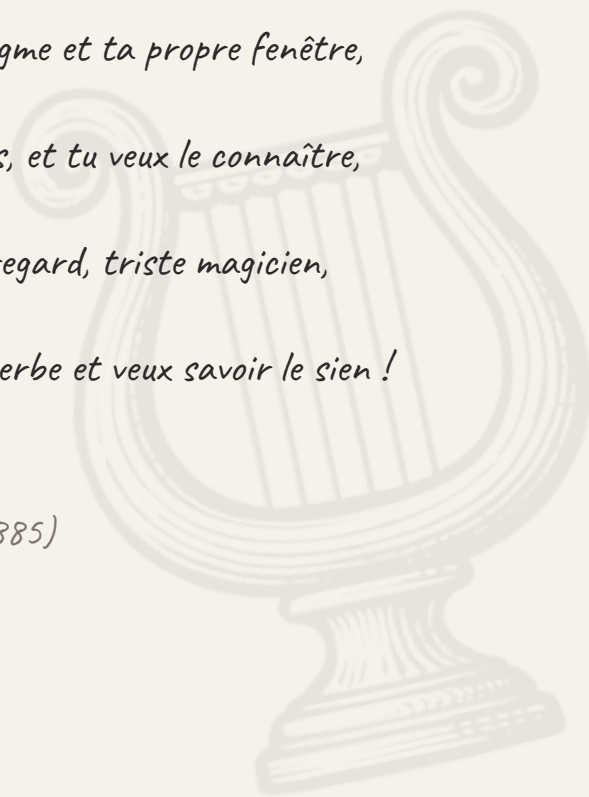 gme et ta propre fenêtre,
s, et tu veux le connaître,
egard, triste magicien,
erbe et veux savoir le sien !
885)